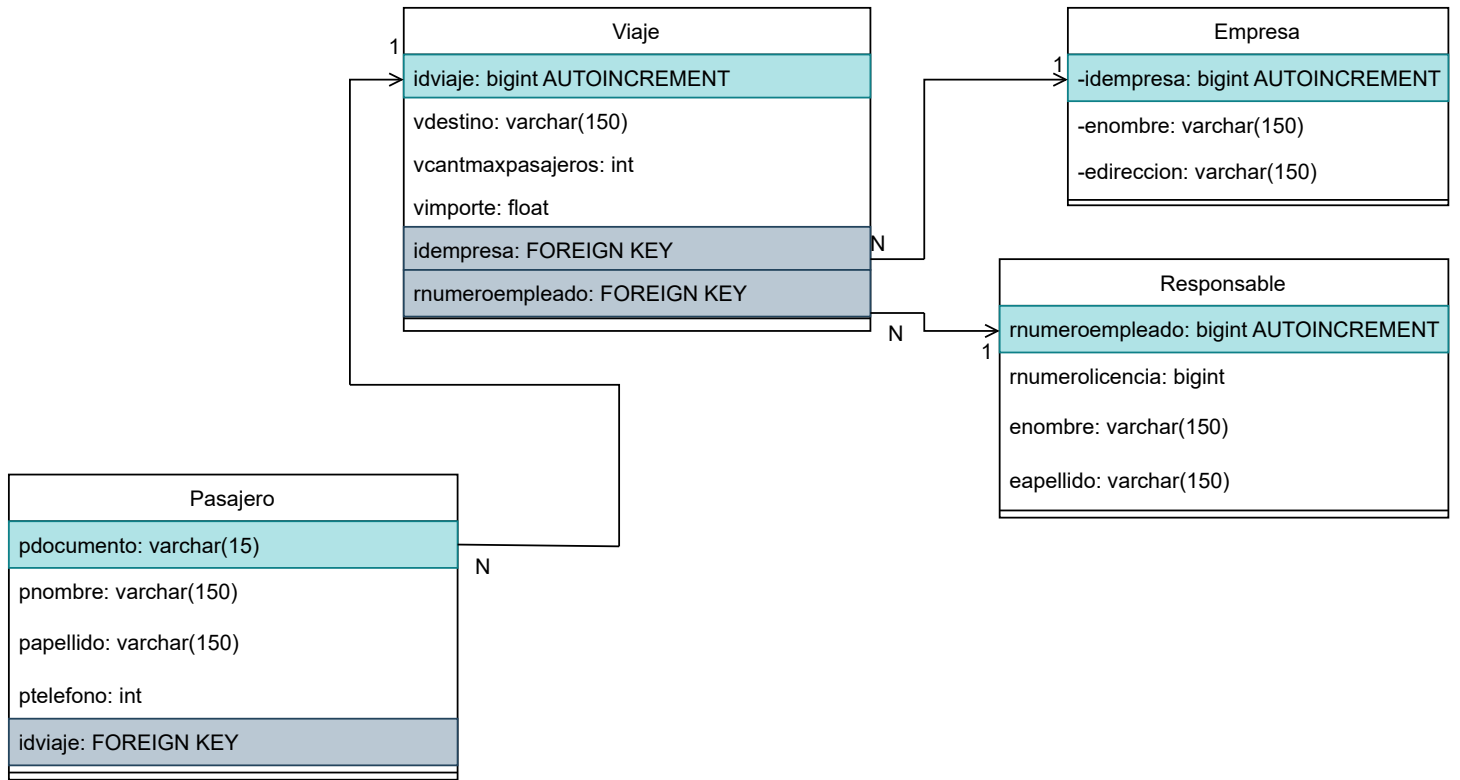 Viaje
1
idviaje: bigint AUTOINCREMENT
vdestino: varchar(150)
vcantmaxpasajeros: int
vimporte: float
idempresa: FOREIGN KEY
N
rnumeroempleado: FOREIGN KEY
N
Empresa
1
-idempresa: bigint AUTOINCREMENT
-enombre: varchar(150)
-edireccion: varchar(150)
Responsable
rnumeroempleado: bigint AUTOINCREMENT
1
rnumerolicencia: bigint
enombre: varchar(150)
eapellido: varchar(150)
Pasajero
pdocumento: varchar(15)
N
pnombre: varchar(150)
papellido: varchar(150)
ptelefono: int
idviaje: FOREIGN KEY